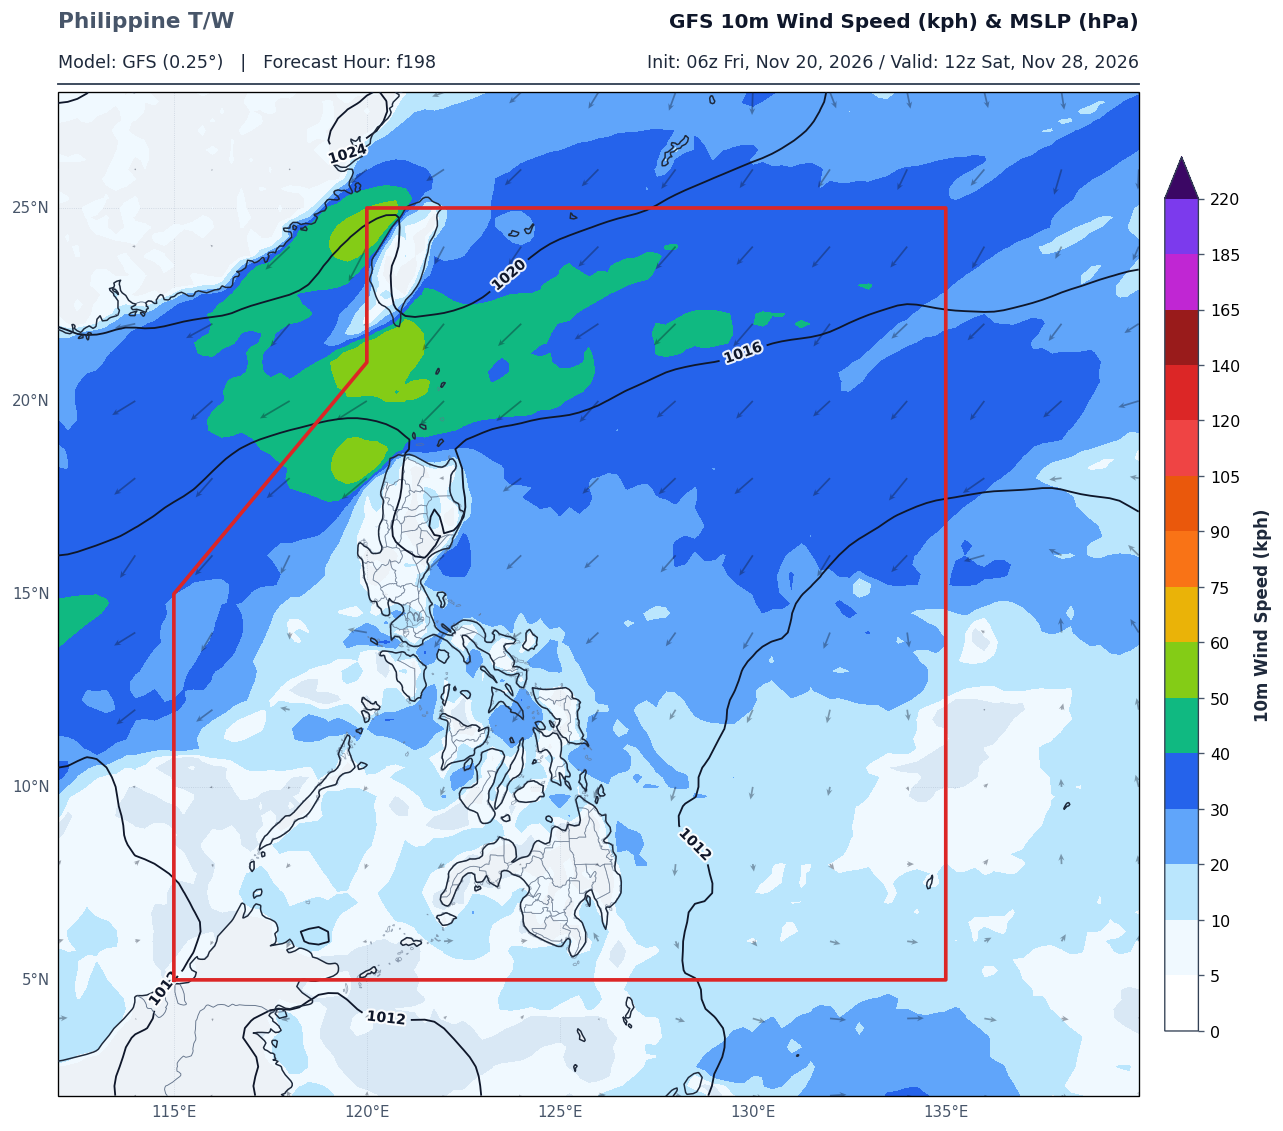 Philippine T/W
GFS 10m Wind Speed (kph) & MSLP (hPa)
Model: GFS (0.25°)   |   Forecast Hour: f198
Init: 06z Fri, Nov 20, 2026 / Valid: 12z Sat, Nov 28, 2026
1024
1020
1016
1012
1012
1012
25°N
20°N
15°N
10°N
5°N
115°E
120°E
125°E
130°E
135°E
220
185
165
140
120
105
90
75
60
50
40
30
20
10
5
0
10m Wind Speed (kph)